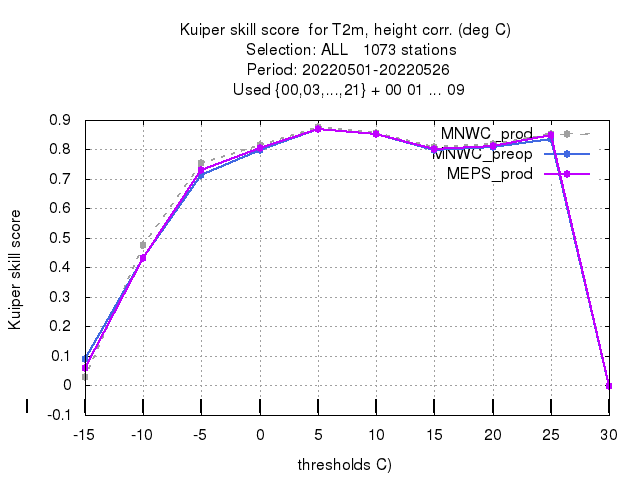 Kuiper skill score  for T2m, height corr. (deg C)
Selection: ALL   1073 stations
Period: 20220501-20220526
Used {00,03,...,21} + 00 01 ... 09
MNWC_prod
MNWC_preop
MEPS_prod
Kuiper skill score
0.9
0.8
0.7
0.6
0.5
0.4
0.3
0.2
0.1
0
-0.1
-15 -10 -5 0 5 10 15 20 25 30
thresholds C)